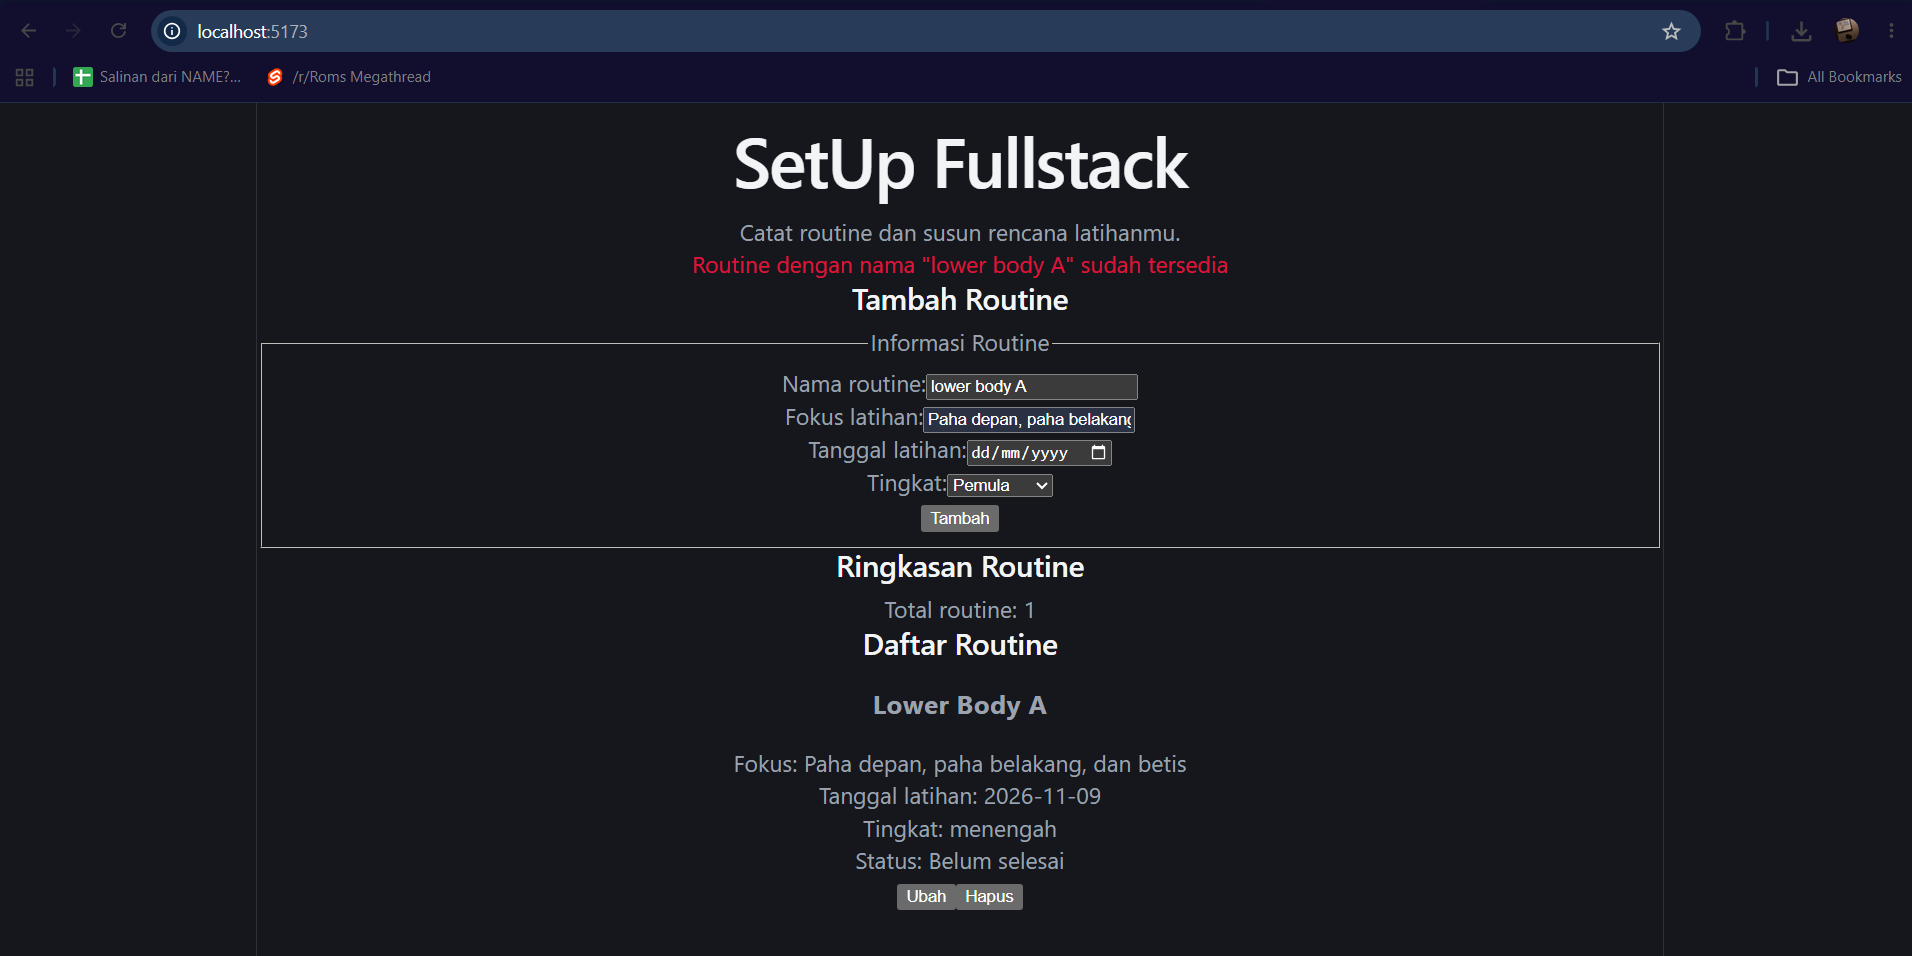 localhost:5173
Salinan dari NAME?...
/r/Roms Megathread
All Bookmarks
SetUp Fullstack
Catat routine dan susun rencana latihanmu.
Routine dengan nama "lower body A" sudah tersedia
Tambah Routine
Informasi Routine
Nama routine: lower body A
Fokus latihan: Paha depan, paha belakang
Tanggal latihan: dd/mm/yyyy
Tingkat: Pemula
Tambah
Ringkasan Routine
Total routine: 1
Daftar Routine
Lower Body A
Fokus: Paha depan, paha belakang, dan betis
Tanggal latihan: 2026-11-09
Tingkat: menengah
Status: Belum selesai
Ubah Hapus